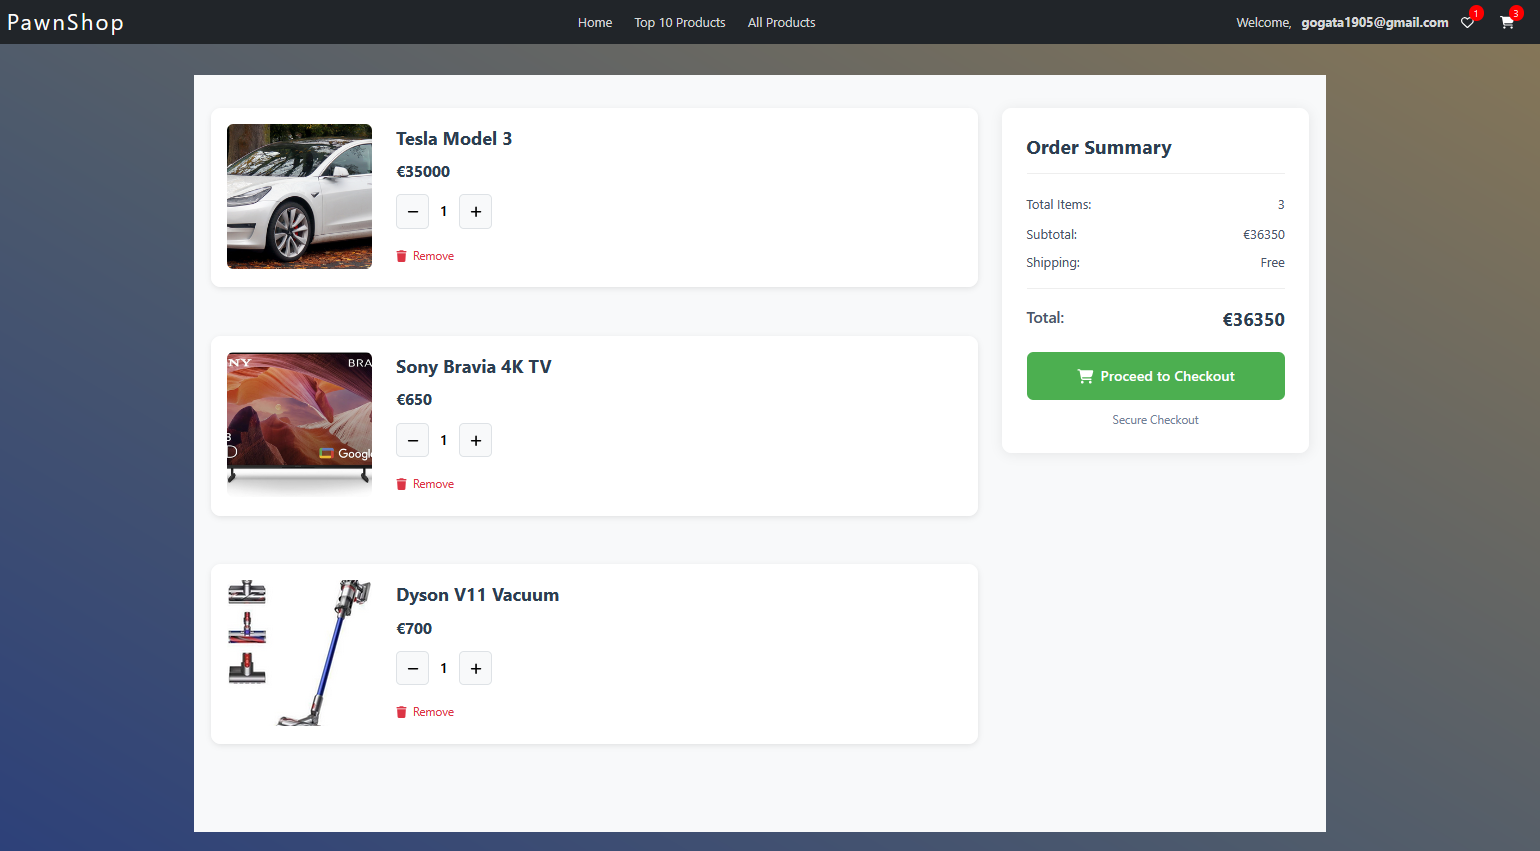 PawnShop
Home Top 10 Products All Products
Welcome, gogata1905@gmail.com 1 3
Tesla Model 3
€35000
− 1 +
Remove
NY BRA
Googl
Sony Bravia 4K TV
€650
− 1 +
Remove
Dyson V11 Vacuum
€700
− 1 +
Remove
Order Summary
Total Items: 3
Subtotal: €36350
Shipping: Free
Total: €36350
Proceed to Checkout
Secure Checkout